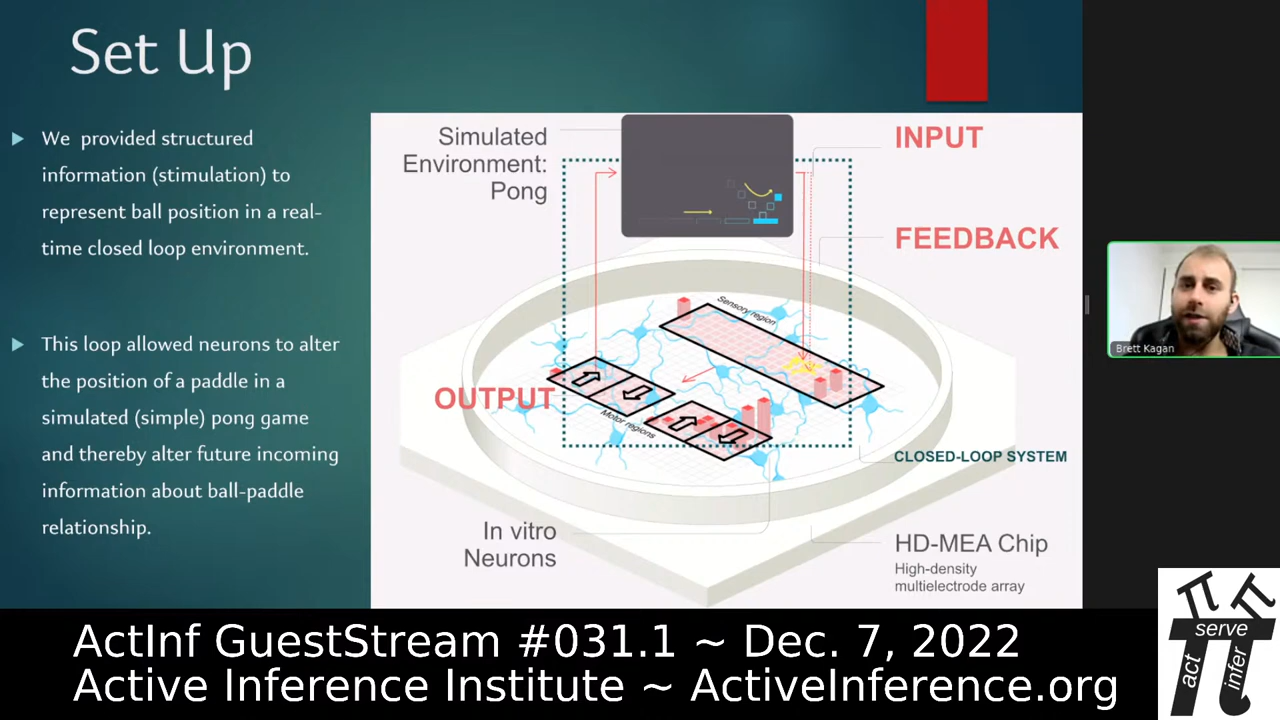 Set Up
We provided structured
information (stimulation) to
represent ball position in a real-
time closed loop environment.
This loop allowed neurons to alter
the position of a paddle in a
simulated (simple) pong game
and thereby alter future incoming
information about ball-paddle
relationship.
Simulated
Environment:
Pong
INPUT
FEEDBACK
Sensory region
OUTPUT
Motor regions
CLOSED-LOOP SYSTEM
In vitro
Neurons
HD-MEA Chip
High-density
multielectrode array
Brett Kagan
ActInf GuestStream #031.1 ~ Dec. 7, 2022
Active Inference Institute ~ ActiveInference.org
serve
act
infer